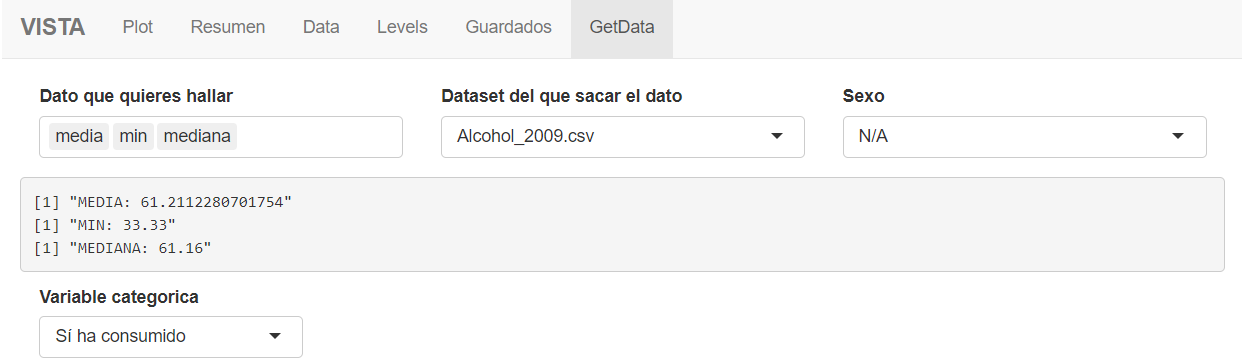 VISTA Plot Resumen Data Levels Guardados GetData
Dato que quieres hallar Dataset del que sacar el dato Sexo
media min mediana Alcohol_2009.csv N/A
[1] "MEDIA: 61.2112280701754"
[1] "MIN: 33.33"
[1] "MEDIANA: 61.16"
Variable categorica
Sí ha consumido